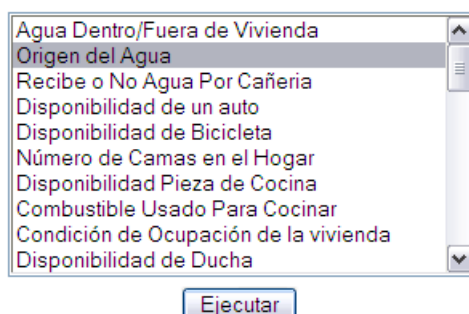 Agua Dentro/Fuera de Vivienda
Origen del Agua
Recibe o No Agua Por Cañeria
Disponibilidad de un auto
Disponibilidad de Bicicleta
Número de Camas en el Hogar
Disponibilidad Pieza de Cocina
Combustible Usado Para Cocinar
Condición de Ocupación de la vivienda
Disponibilidad de Ducha
Ejecutar